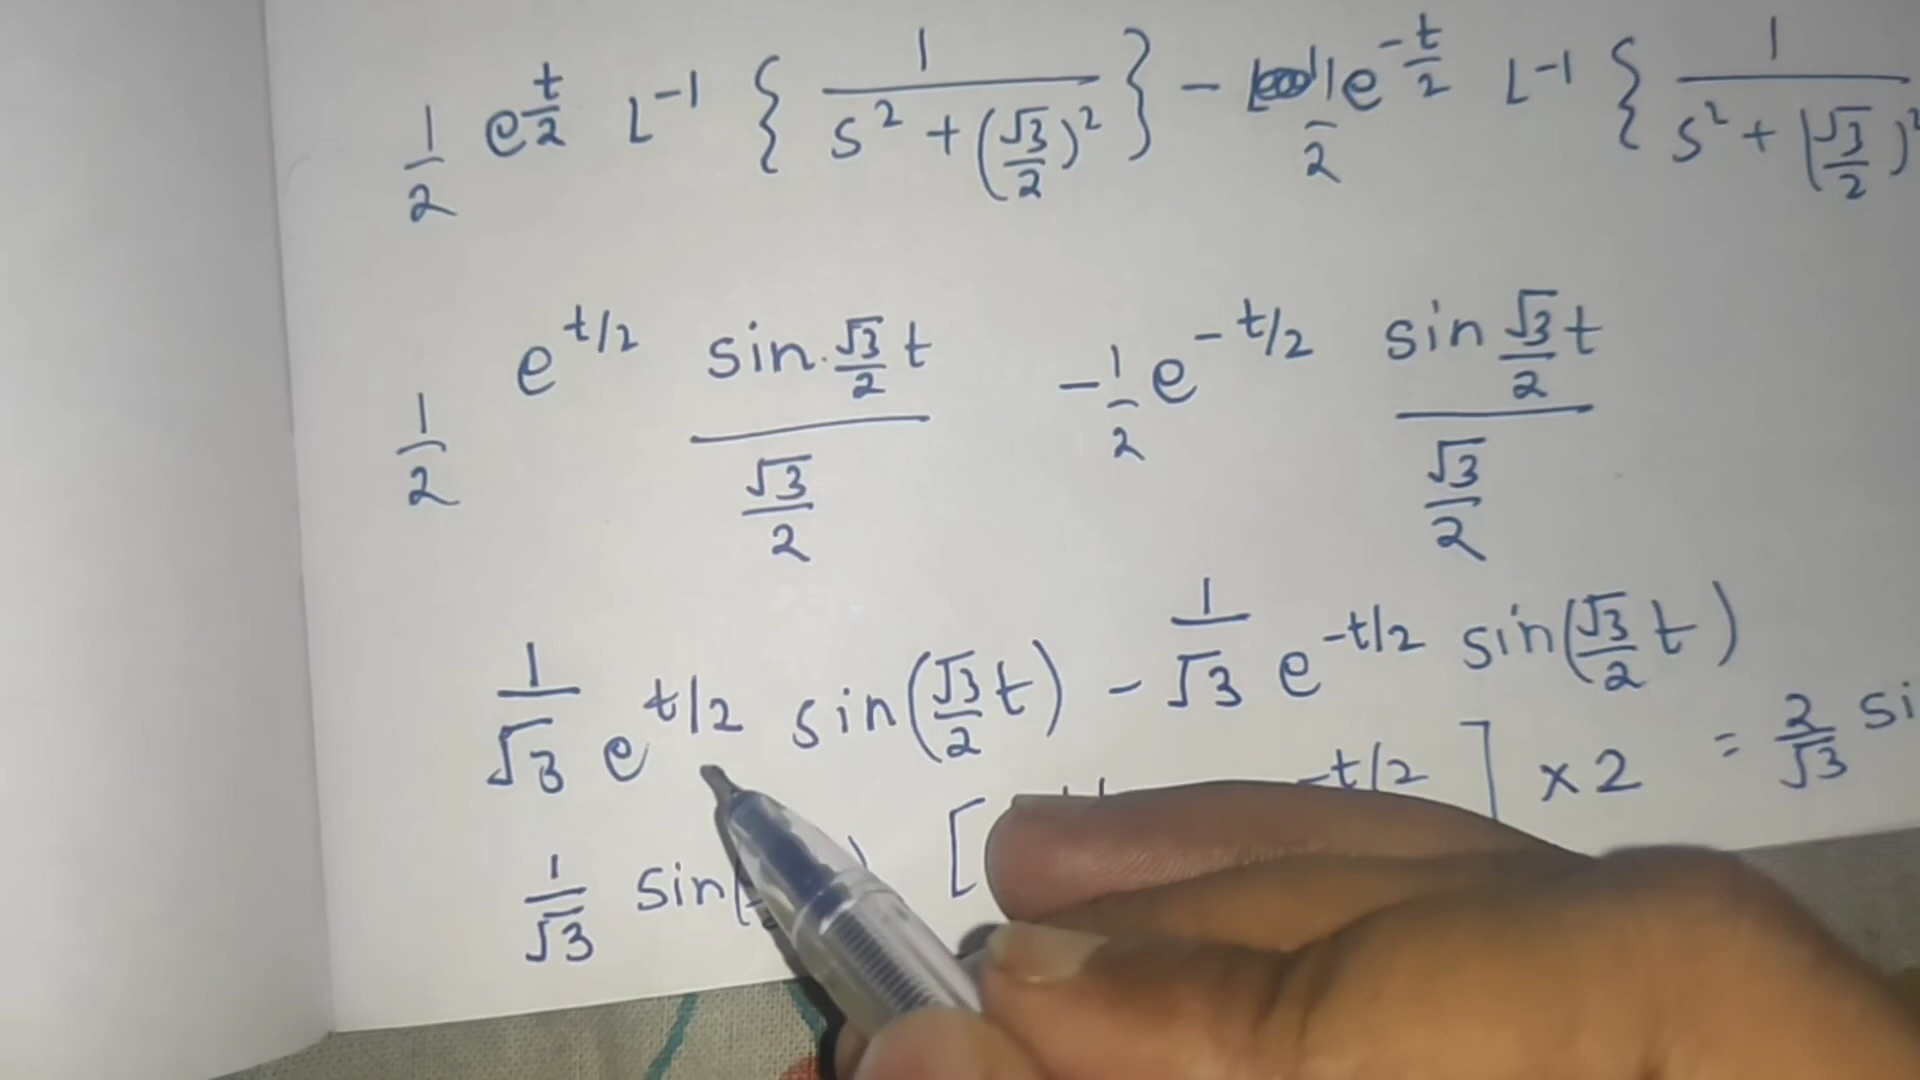 1/2 e^(t/2) L^-1 { 1/(s^2 + (√3/2)^2) } - 1/2 e^(-t/2) L^-1 { 1/(s^2 + (√3/2)^2
1/2 e^(t/2) (sin √3/2 t)/(√3/2) - 1/2 e^(-t/2) (sin √3/2 t)/(√3/2)
1/√3 e^(t/2) sin(√3/2 t) - 1/√3 e^(-t/2) sin(√3/2 t)
1/√3 sin( ) [ -t/2 ] × 2 = 2/√3 si